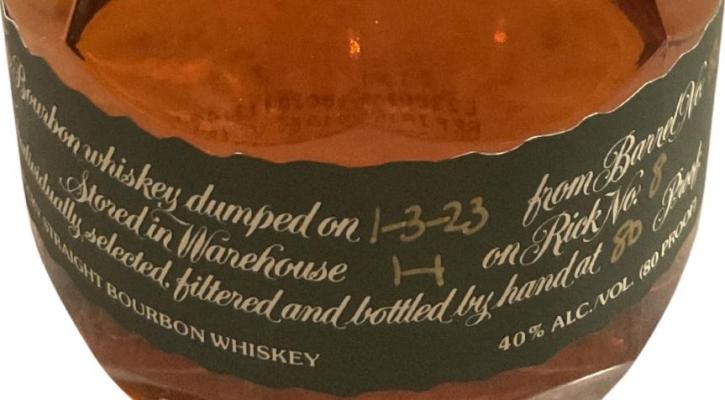 Bourbon whiskey dumped on 1-3-23 from Barrel No.
Stored in Warehouse H on Rick No. 8
Individually selected, filtered and bottled by hand at 80 Proof
STRAIGHT BOURBON WHISKEY 40% ALC./VOL. (80 PROOF)